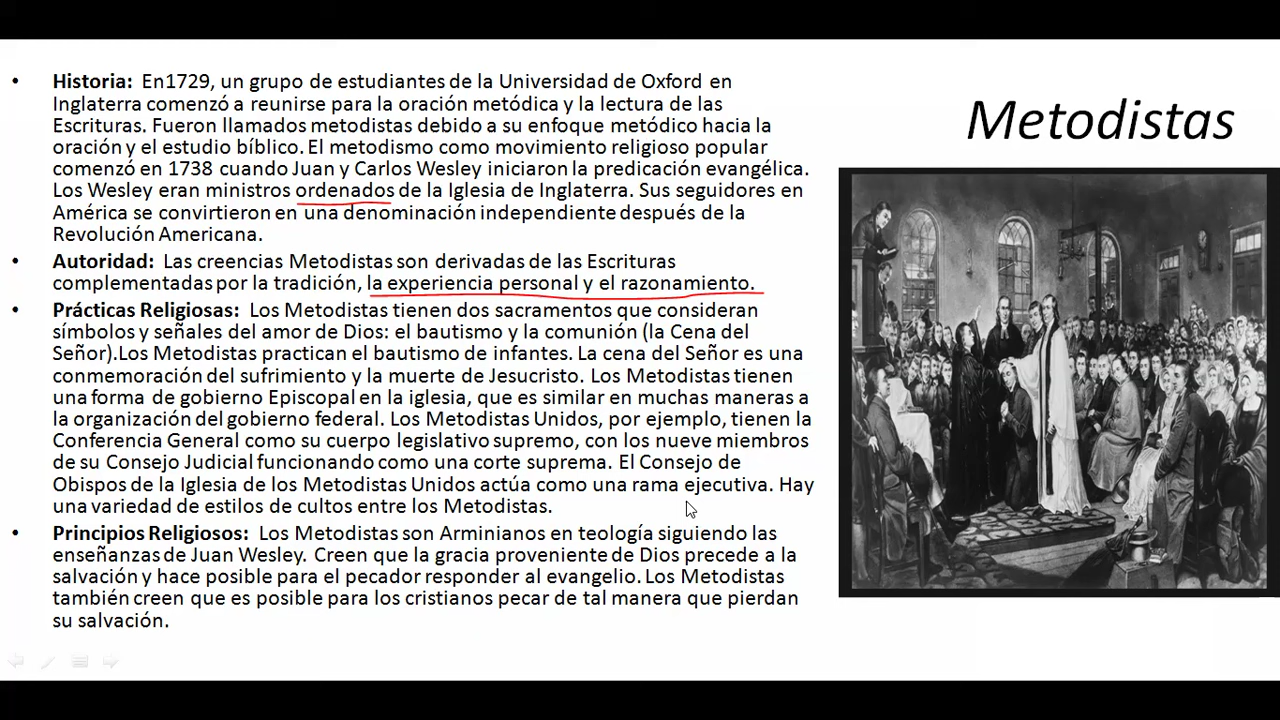 Metodistas
• Historia: En1729, un grupo de estudiantes de la Universidad de Oxford en
Inglaterra comenzó a reunirse para la oración metódica y la lectura de las
Escrituras. Fueron llamados metodistas debido a su enfoque metódico hacia la
oración y el estudio bíblico. El metodismo como movimiento religioso popular
comenzó en 1738 cuando Juan y Carlos Wesley iniciaron la predicación evangélica.
Los Wesley eran ministros ordenados de la Iglesia de Inglaterra. Sus seguidores en
América se convirtieron en una denominación independiente después de la
Revolución Americana.
• Autoridad: Las creencias Metodistas son derivadas de las Escrituras
complementadas por la tradición, la experiencia personal y el razonamiento.
• Prácticas Religiosas: Los Metodistas tienen dos sacramentos que consideran
símbolos y señales del amor de Dios: el bautismo y la comunión (la Cena del
Señor).Los Metodistas practican el bautismo de infantes. La cena del Señor es una
conmemoración del sufrimiento y la muerte de Jesucristo. Los Metodistas tienen
una forma de gobierno Episcopal en la iglesia, que es similar en muchas maneras a
la organización del gobierno federal. Los Metodistas Unidos, por ejemplo, tienen la
Conferencia General como su cuerpo legislativo supremo, con los nueve miembros
de su Consejo Judicial funcionando como una corte suprema. El Consejo de
Obispos de la Iglesia de los Metodistas Unidos actúa como una rama ejecutiva. Hay
una variedad de estilos de cultos entre los Metodistas.
• Principios Religiosos: Los Metodistas son Arminianos en teología siguiendo las
enseñanzas de Juan Wesley. Creen que la gracia proveniente de Dios precede a la
salvación y hace posible para el pecador responder al evangelio. Los Metodistas
también creen que es posible para los cristianos pecar de tal manera que pierdan
su salvación.